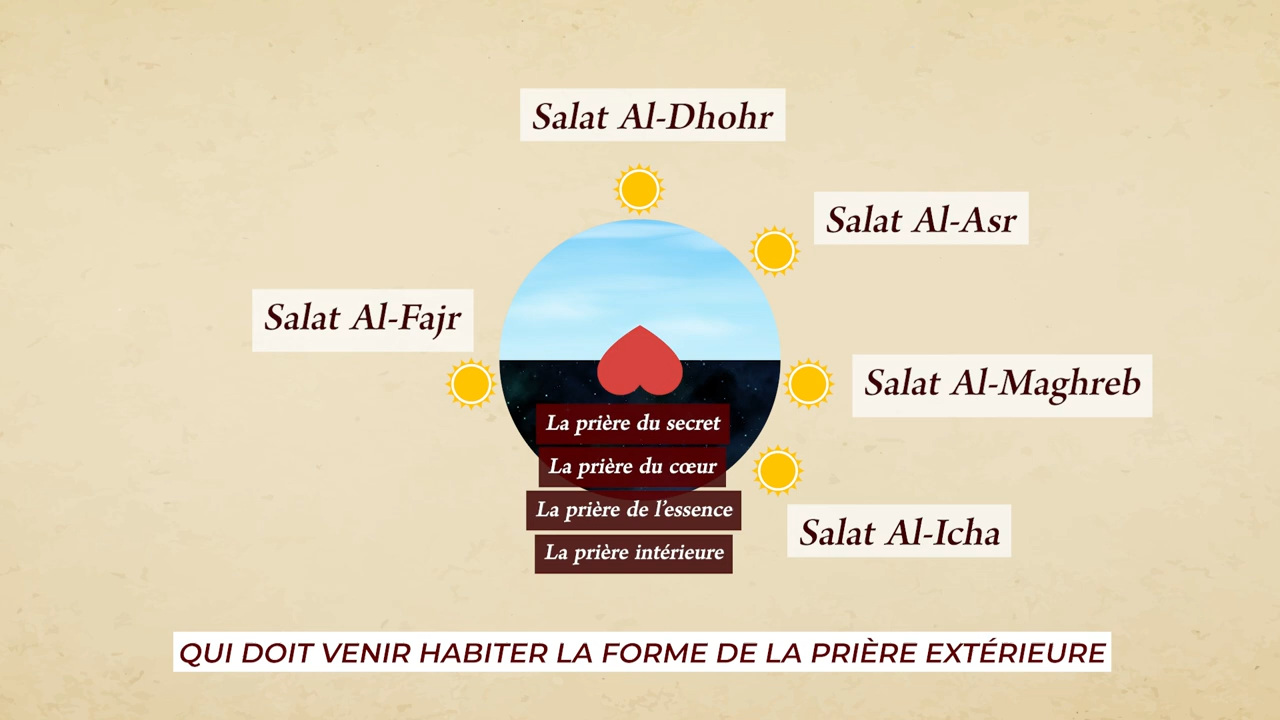 Salat Al-Dhohr
Salat Al-Asr
Salat Al-Fajr
Salat Al-Maghreb
La prière du secret
La prière du cœur
La prière de l'essence
Salat Al-Icha
La prière intérieure
QUI DOIT VENIR HABITER LA FORME DE LA PRIÈRE EXTÉRIEURE